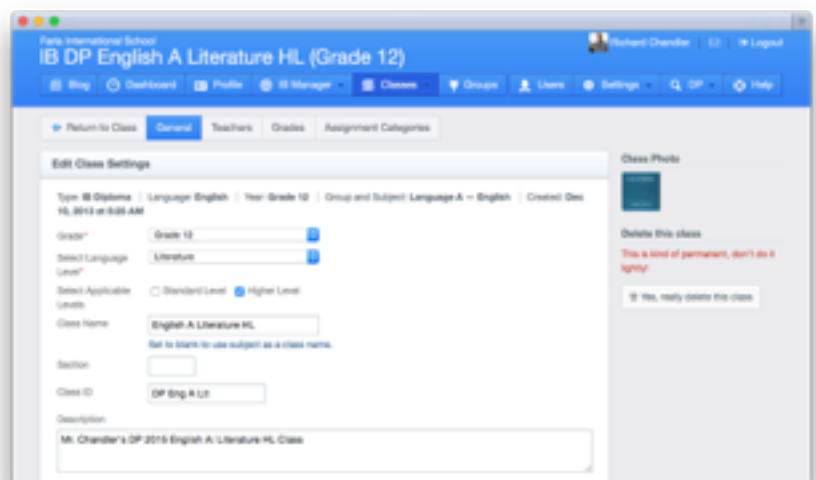 Faria International School
Richard Chandler
Logout
IB DP English A Literature HL (Grade 12)
Blog Dashboard Profile IB Manager Classes Groups Users Settings DP Help
Return to Class General Teachers Grades Assignment Categories
Edit Class Settings
Class Photo
Type: IB Diploma | Language: English | Year: Grade 12 | Group and Subject: Language A — English | Created: Dec
10, 2013 at
Grade* Grade 12
Select Language
Level* Literature
Select Applicable
Levels Standard Level Higher Level
Class Name English A: Literature HL
Set to blank to use subject as a class name.
Section
Class ID DP Eng A Lit
Description
Mr. Chandler's DP 2015 English A: Literature HL Class
Delete this class
This is kind of permanent, don't do it
lightly!
Yes, really delete this class